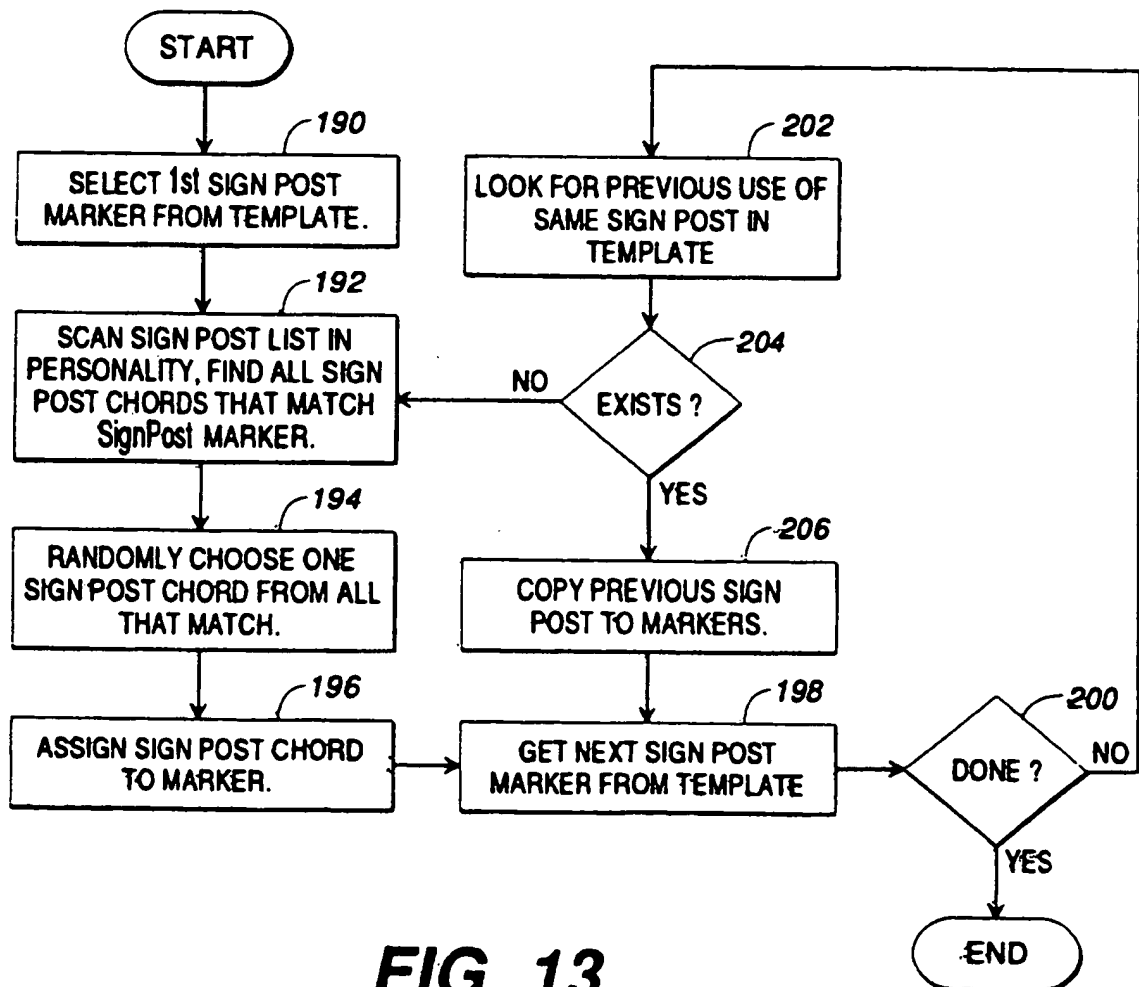 START
190
SELECT 1st SIGN POST
MARKER FROM TEMPLATE.
192
SCAN SIGN POST LIST IN
PERSONALITY, FIND ALL SIGN
POST CHORDS THAT MATCH
SignPost MARKER.
194
RANDOMLY CHOOSE ONE
SIGN POST CHORD FROM ALL
THAT MATCH.
196
ASSIGN SIGN POST CHORD
TO MARKER.
202
LOOK FOR PREVIOUS USE OF
SAME SIGN POST IN
TEMPLATE
204
EXISTS ?
NO
YES
206
COPY PREVIOUS SIGN
POST TO MARKERS.
198
GET NEXT SIGN POST
MARKER FROM TEMPLATE
200
DONE ?
NO
YES
END
FIG. 13